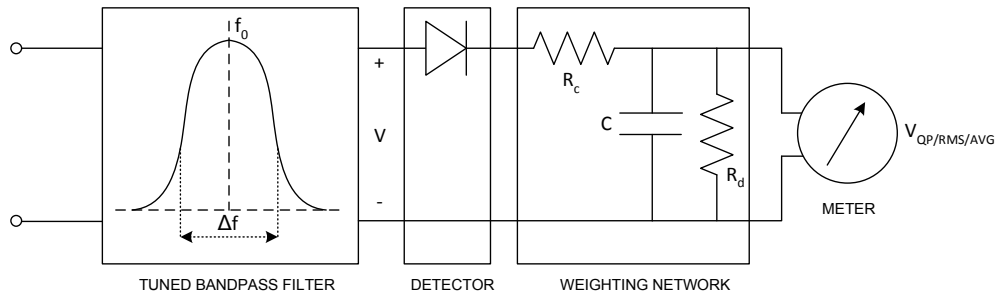 f0
+
V
-
Δf
Rc
C
Rd
VQP/RMS/AVG
METER
TUNED BANDPASS FILTER
DETECTOR
WEIGHTING NETWORK